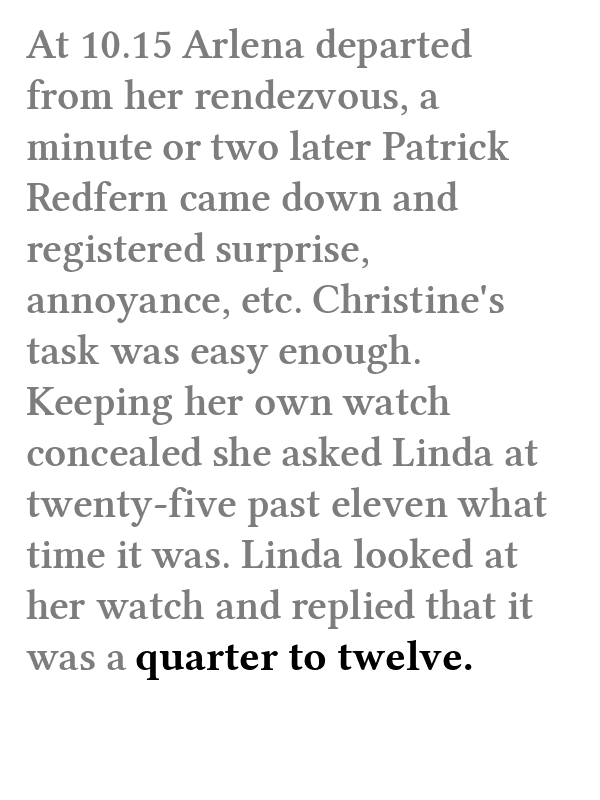 At 10.15 Arlena departed
from her rendezvous, a
minute or two later Patrick
Redfern came down and
registered surprise,
annoyance, etc. Christine's
task was easy enough.
Keeping her own watch
concealed she asked Linda at
twenty-five past eleven what
time it was. Linda looked at
her watch and replied that it
was a quarter to twelve.